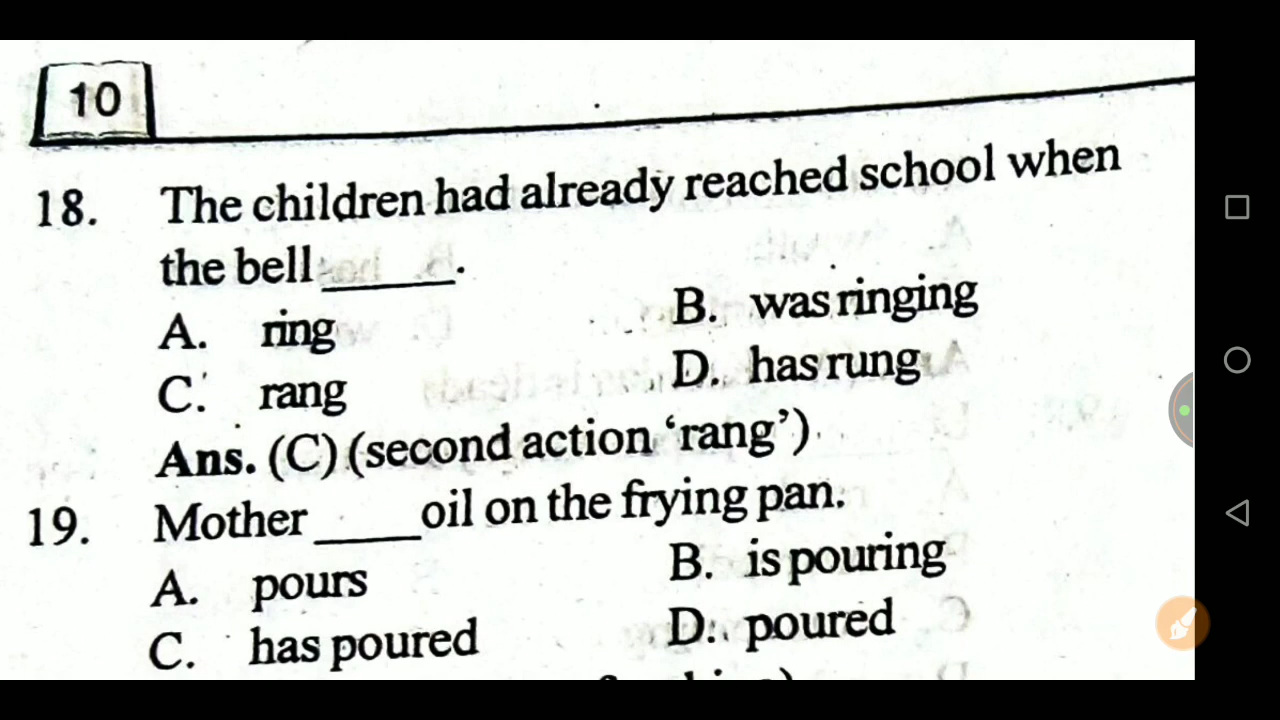 10
18. The children had already reached school when
the bell _____.
A. ring B. was ringing
C. rang D. has rung
Ans. (C) (second action ‘rang’)
19. Mother ____ oil on the frying pan.
A. pours B. is pouring
C. has poured D. poured